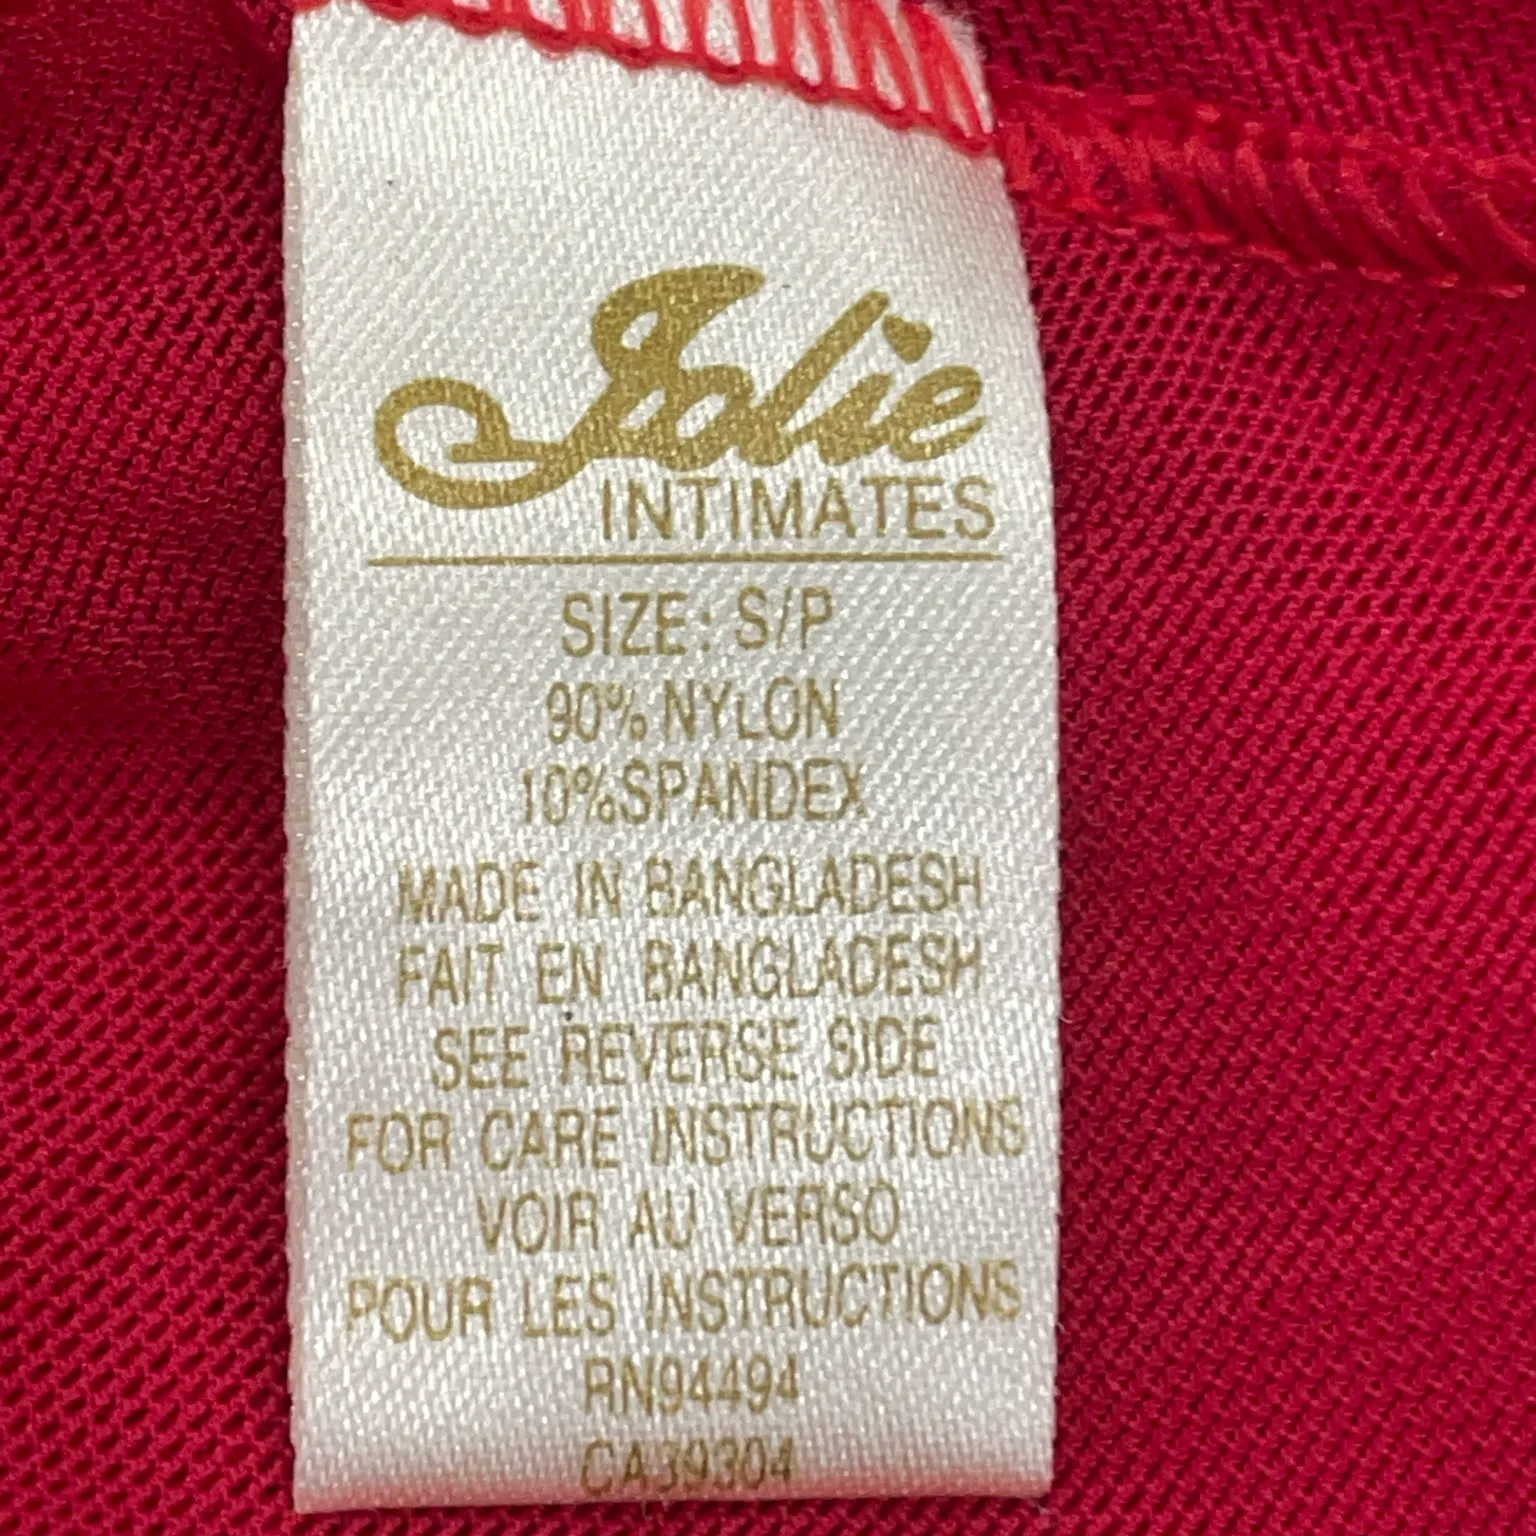 Jolie
INTIMATES
SIZE: S/P
90% NYLON
10%SPANDEX
MADE IN BANGLADESH
FAIT EN BANGLADESH
SEE REVERSE SIDE
FOR CARE INSTRUCTIONS
VOIR AU VERSO
POUR LES INSTRUCTIONS
RN94494
CA39304